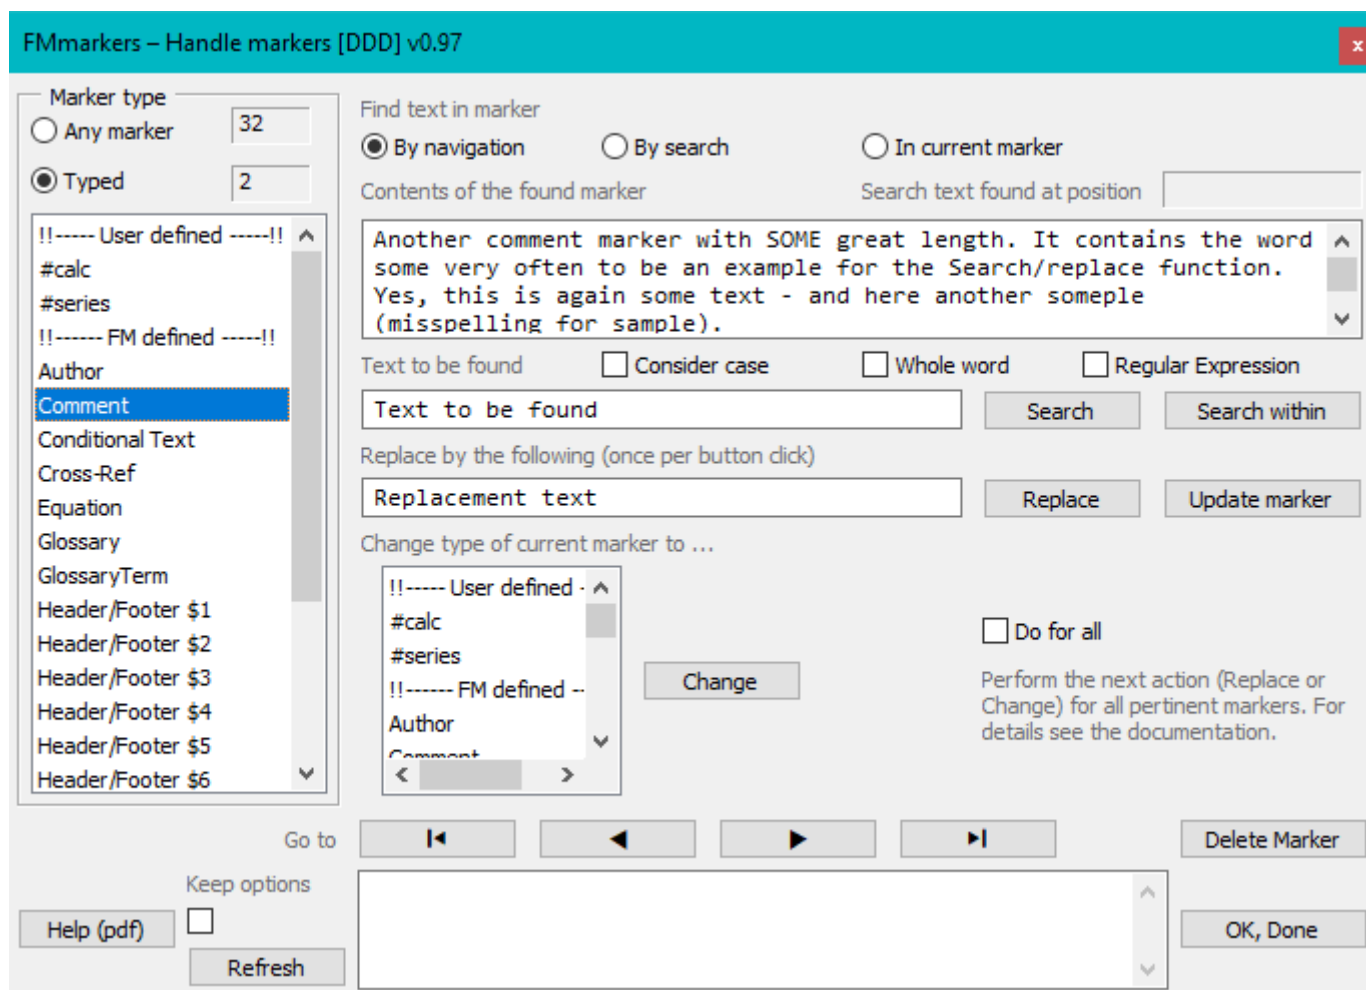 FMmarkers – Handle markers [DDD] v0.97
x
Marker type
Any marker
32
Typed
2
!!----- User defined -----!!
#calc
#series
!!------ FM defined -----!!
Author
Comment
Conditional Text
Cross-Ref
Equation
Glossary
GlossaryTerm
Header/Footer $1
Header/Footer $2
Header/Footer $3
Header/Footer $4
Header/Footer $5
Header/Footer $6
Find text in marker
By navigation
By search
In current marker
Contents of the found marker
Search text found at position
Another comment marker with SOME great length. It contains the word
some very often to be an example for the Search/replace function.
Yes, this is again some text - and here another someple
(misspelling for sample).
Text to be found
Consider case
Whole word
Regular Expression
Text to be found
Search
Search within
Replace by the following (once per button click)
Replacement text
Replace
Update marker
Change type of current marker to ...
!!----- User defined -
#calc
#series
!!------ FM defined --
Author
Comment
Change
Do for all
Perform the next action (Replace or
Change) for all pertinent markers. For
details see the documentation.
Go to
Delete Marker
Keep options
Help (pdf)
Refresh
OK, Done